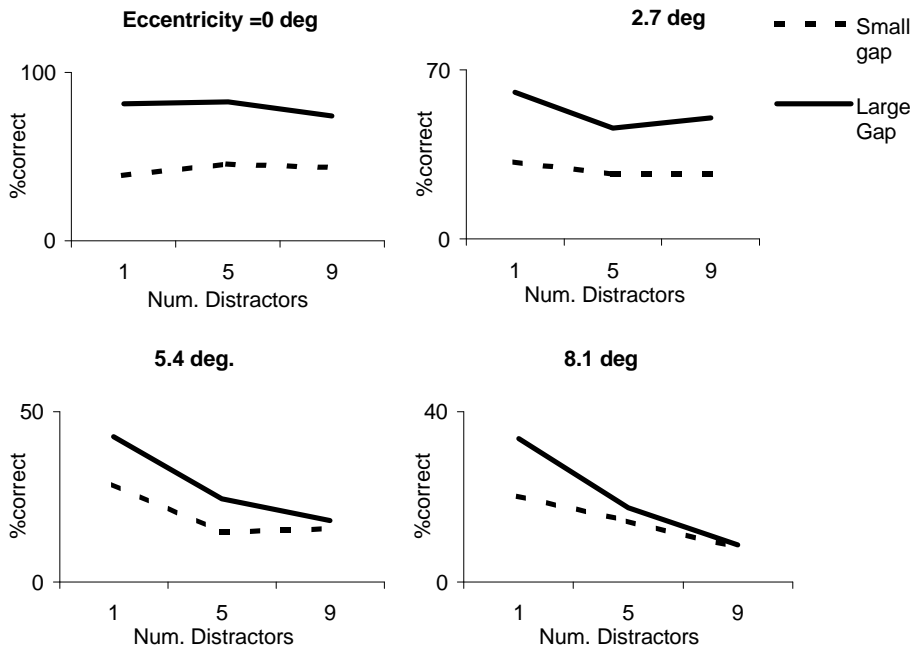 Eccentricity =0 deg
100
%correct
0
1 5 9
Num. Distractors
2.7 deg
70
%correct
0
1 5 9
Num. Distractors
Small
gap
Large
Gap
5.4 deg.
50
%correct
0
1 5 9
Num. Distractors
8.1 deg
40
%correct
0
1 5 9
Num. Distractors